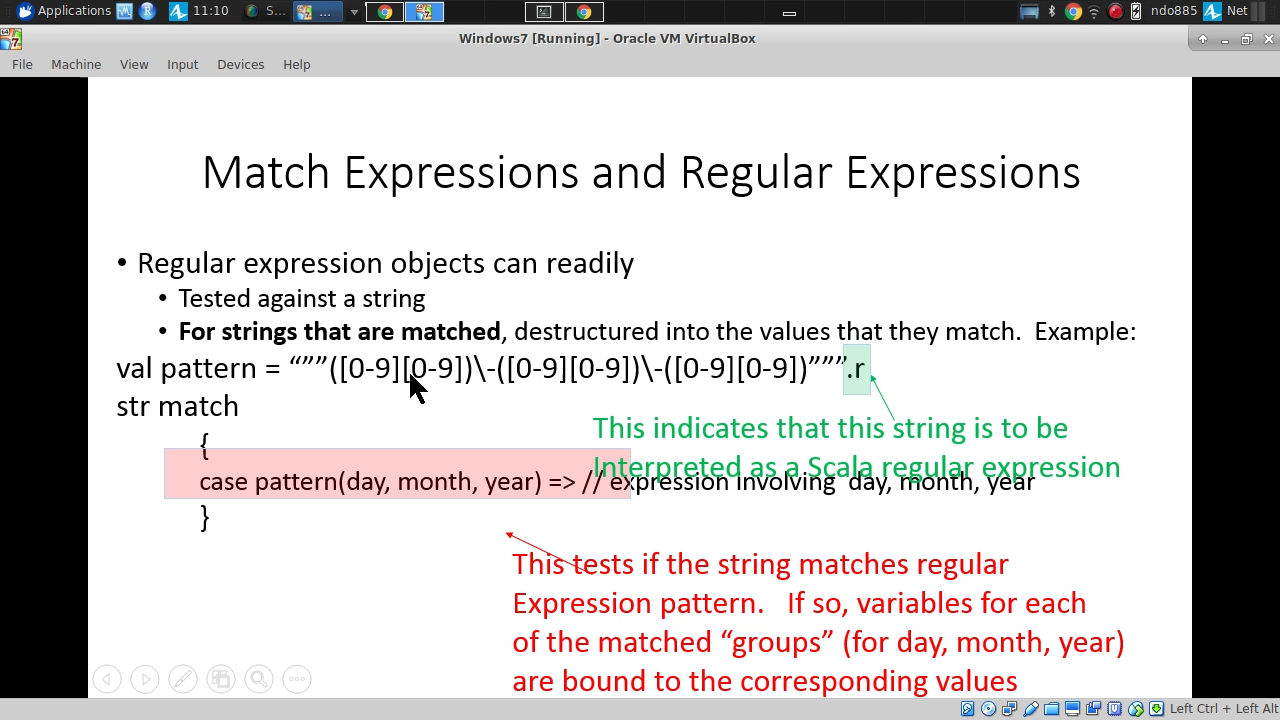 Applications 11:10 S... ... ndo885 Net
Windows7 [Running] - Oracle VM VirtualBox
File Machine View Input Devices Help
Match Expressions and Regular Expressions
• Regular expression objects can readily
• Tested against a string
• For strings that are matched, destructured into the values that they match. Example:
val pattern = “””([0-9][0-9])\-([0-9][0-9])\-([0-9][0-9])”””.r
str match
{
This indicates that this string is to be
Interpreted as a Scala regular expression
case pattern(day, month, year) => // expression involving day, month, year
}
This tests if the string matches regular
Expression pattern. If so, variables for each
of the matched “groups” (for day, month, year)
are bound to the corresponding values
Left Ctrl + Left Alt